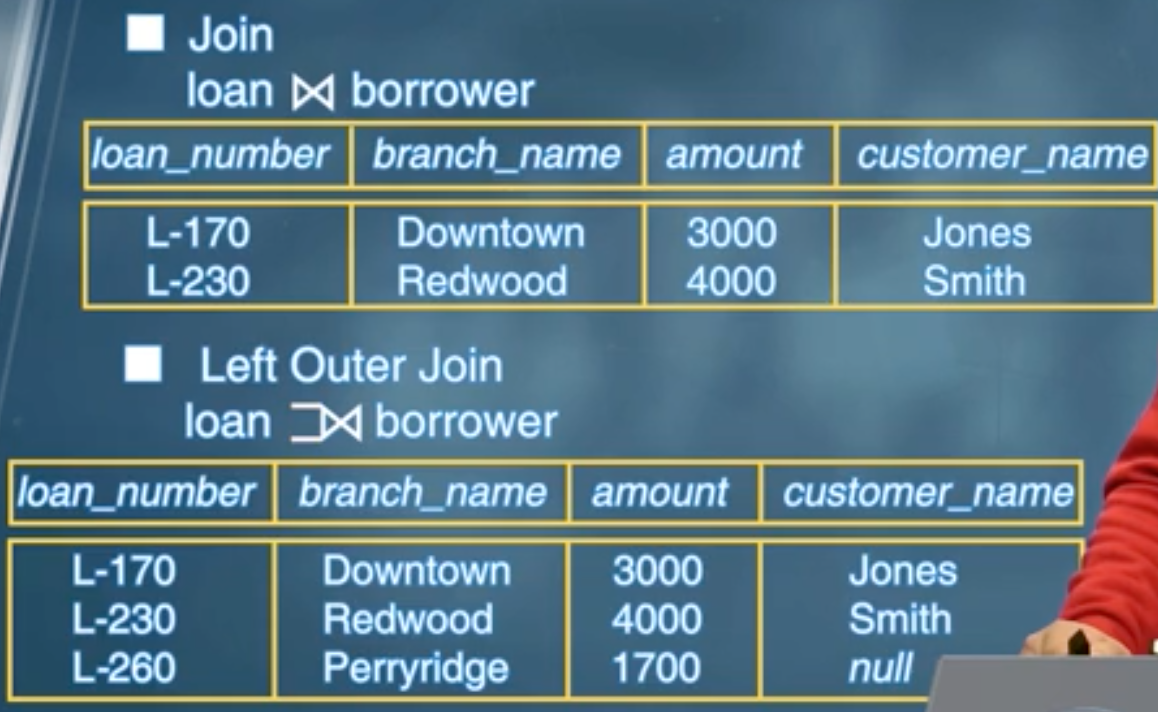 Join
loan ⋈ borrower
loan_number branch_name amount customer_name
L-170 Downtown 3000 Jones
L-230 Redwood 4000 Smith
Left Outer Join
loan ⟕ borrower
loan_number branch_name amount customer_name
L-170 Downtown 3000 Jones
L-230 Redwood 4000 Smith
L-260 Perryridge 1700 null